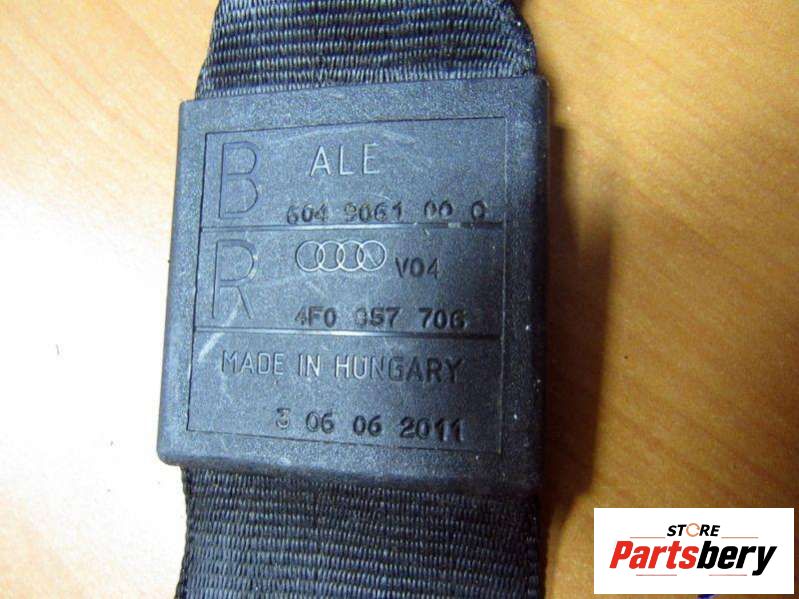 B ALE
604 9061 00 0
R V04
4F0 857 706
MADE IN HUNGARY
3 06 06 2011
STORE
Partsbery